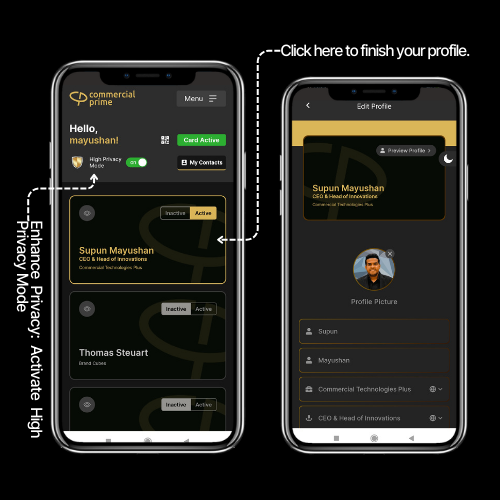 Click here to finish your profile.
commercial
prime
Menu
Hello,
mayushan!
Card Active
High Privacy
Mode
on
My Contacts
Inactive Active
Supun Mayushan
CEO & Head of Innovations
Commercial Technologies Plus
Inactive Active
Thomas Steuart
Brand Cubes
Inactive Active
Enhance Privacy: Activate High
Privacy Mode
Edit Profile
Preview Profile
Supun Mayushan
CEO & Head of Innovations
Commercial Technologies Plus
Profile Picture
Supun
Mayushan
Commercial Technologies Plus
CEO & Head of Innovations